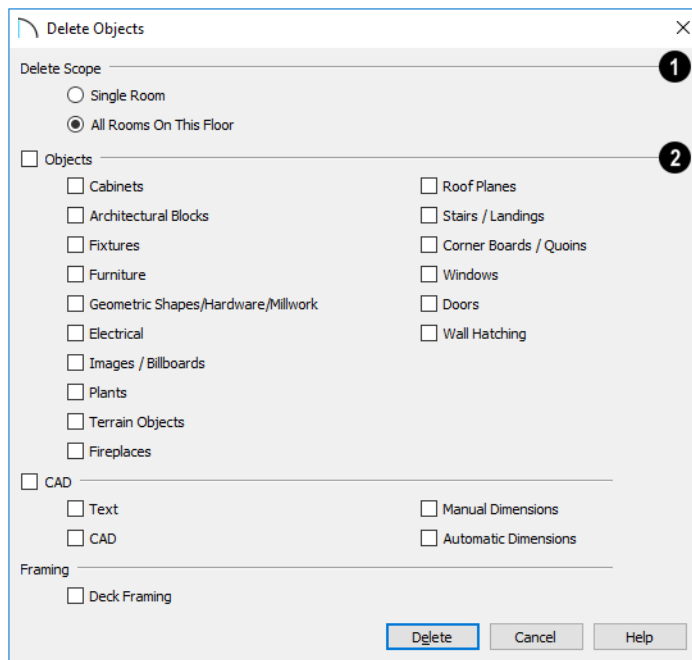 Delete Objects
Delete Scope
1
Single Room
All Rooms On This Floor
Objects
2
Cabinets
Roof Planes
Architectural Blocks
Stairs / Landings
Fixtures
Corner Boards / Quoins
Furniture
Windows
Geometric Shapes/Hardware/Millwork
Doors
Electrical
Wall Hatching
Images / Billboards
Plants
Terrain Objects
Fireplaces
CAD
Text
Manual Dimensions
CAD
Automatic Dimensions
Framing
Deck Framing
Delete
Cancel
Help